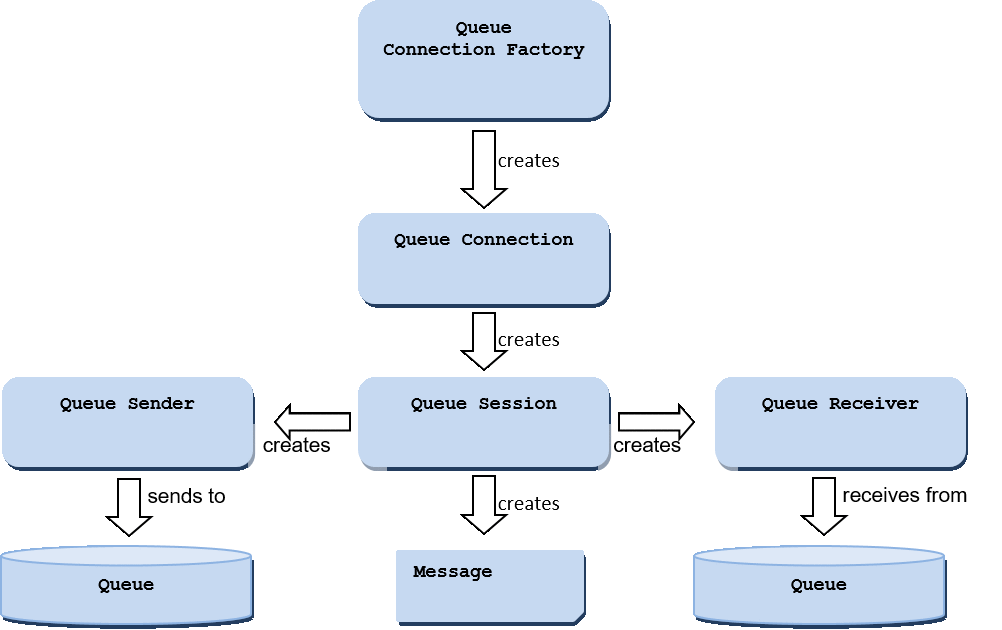 Queue
Connection Factory
creates
Queue Connection
creates
Queue Sender
Queue Session
Queue Receiver
creates
creates
sends to
creates
receives from
Queue
Message
Queue